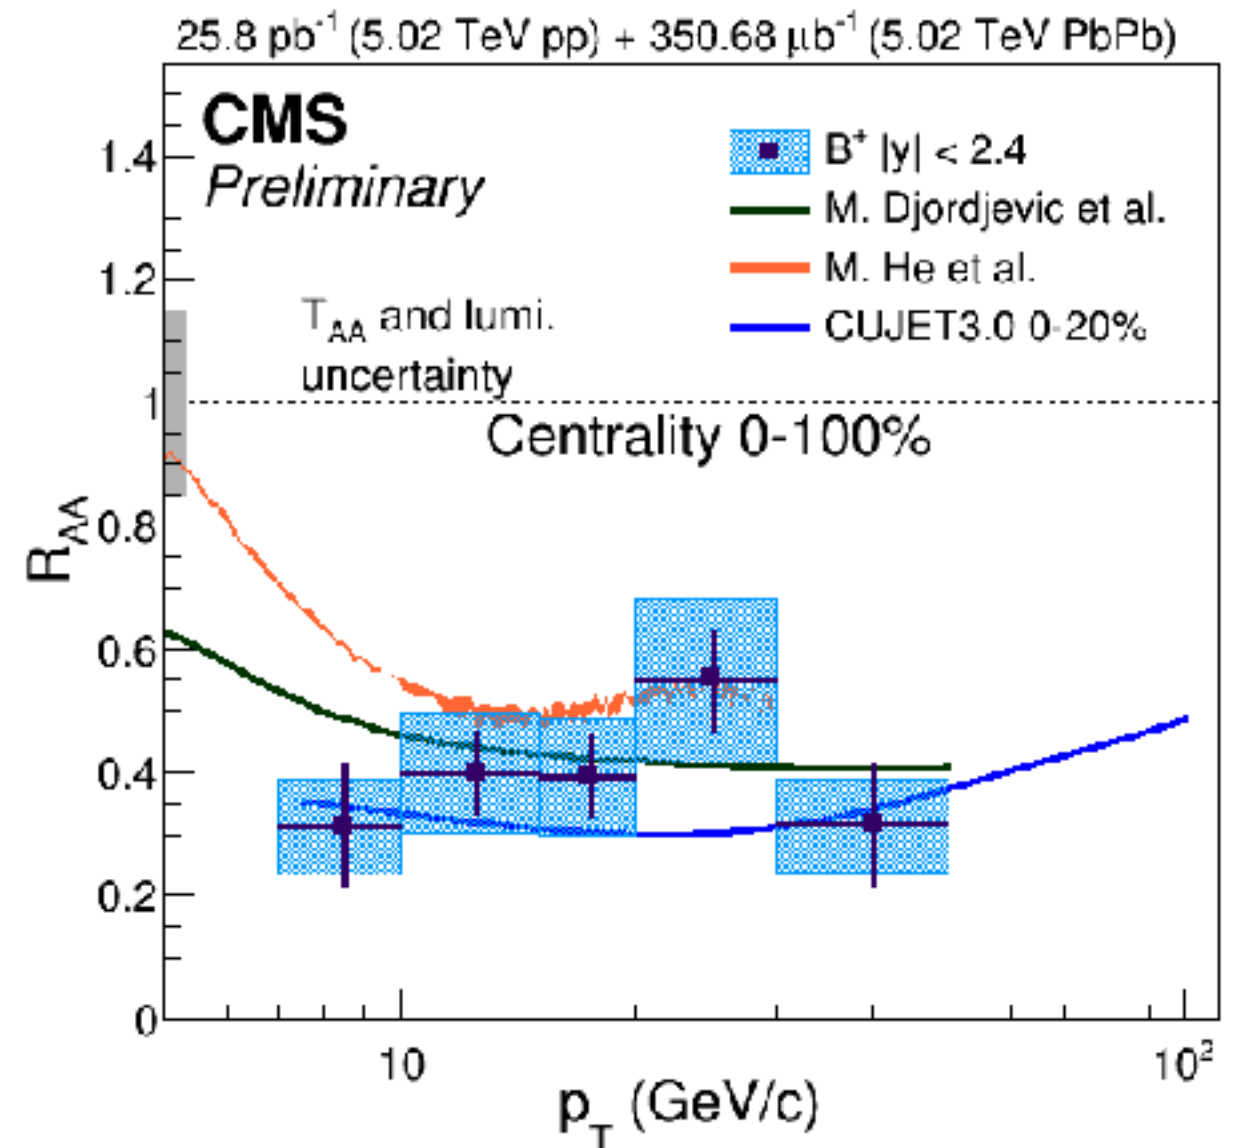 25.8 pb⁻¹ (5.02 TeV pp) + 350.68 μb⁻¹ (5.02 TeV PbPb)
CMS
Preliminary
B⁺ |y| < 2.4
M. Djordjevic et al.
M. He et al.
CUJET3.0 0-20%
T_AA and lumi.
uncertainty
Centrality 0-100%
R_AA
1.4
1.2
1
0.8
0.6
0.4
0.2
0
10
10²
p_T (GeV/c)